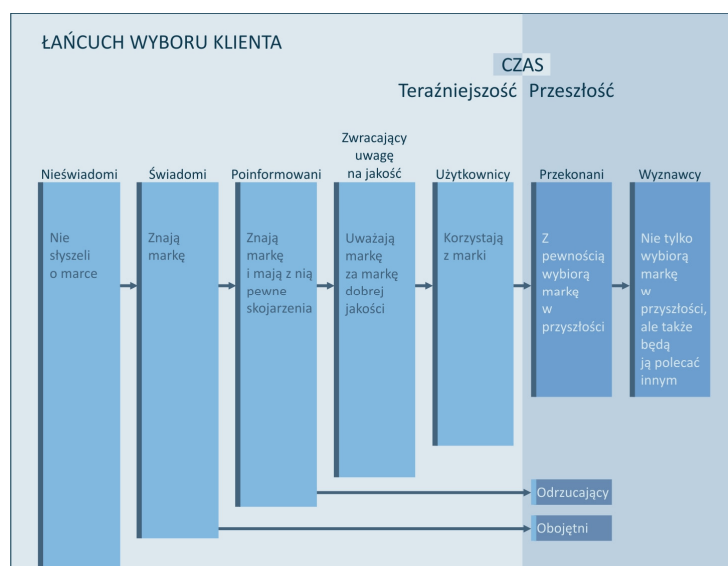 ŁAŃCUCH WYBORU KLIENTA
CZAS
Teraźniejszość Przeszłość
Nieświadomi
Świadomi
Poinformowani
Zwracający
uwagę
na jakość
Użytkownicy
Przekonani
Wyznawcy
Nie
słyszeli
o marce
Znają
markę
Znają
markę
i mają z nią
pewne
skojarzenia
Uważają
markę
za markę
dobrej
jakości
Korzystają
z marki
Z
pewnością
wybiorą
markę
w
przyszłości
Nie tylko
wybiorą
markę
w
przyszłości,
ale także
będą
ją polecać
innym
Odrzucający
Obojętni